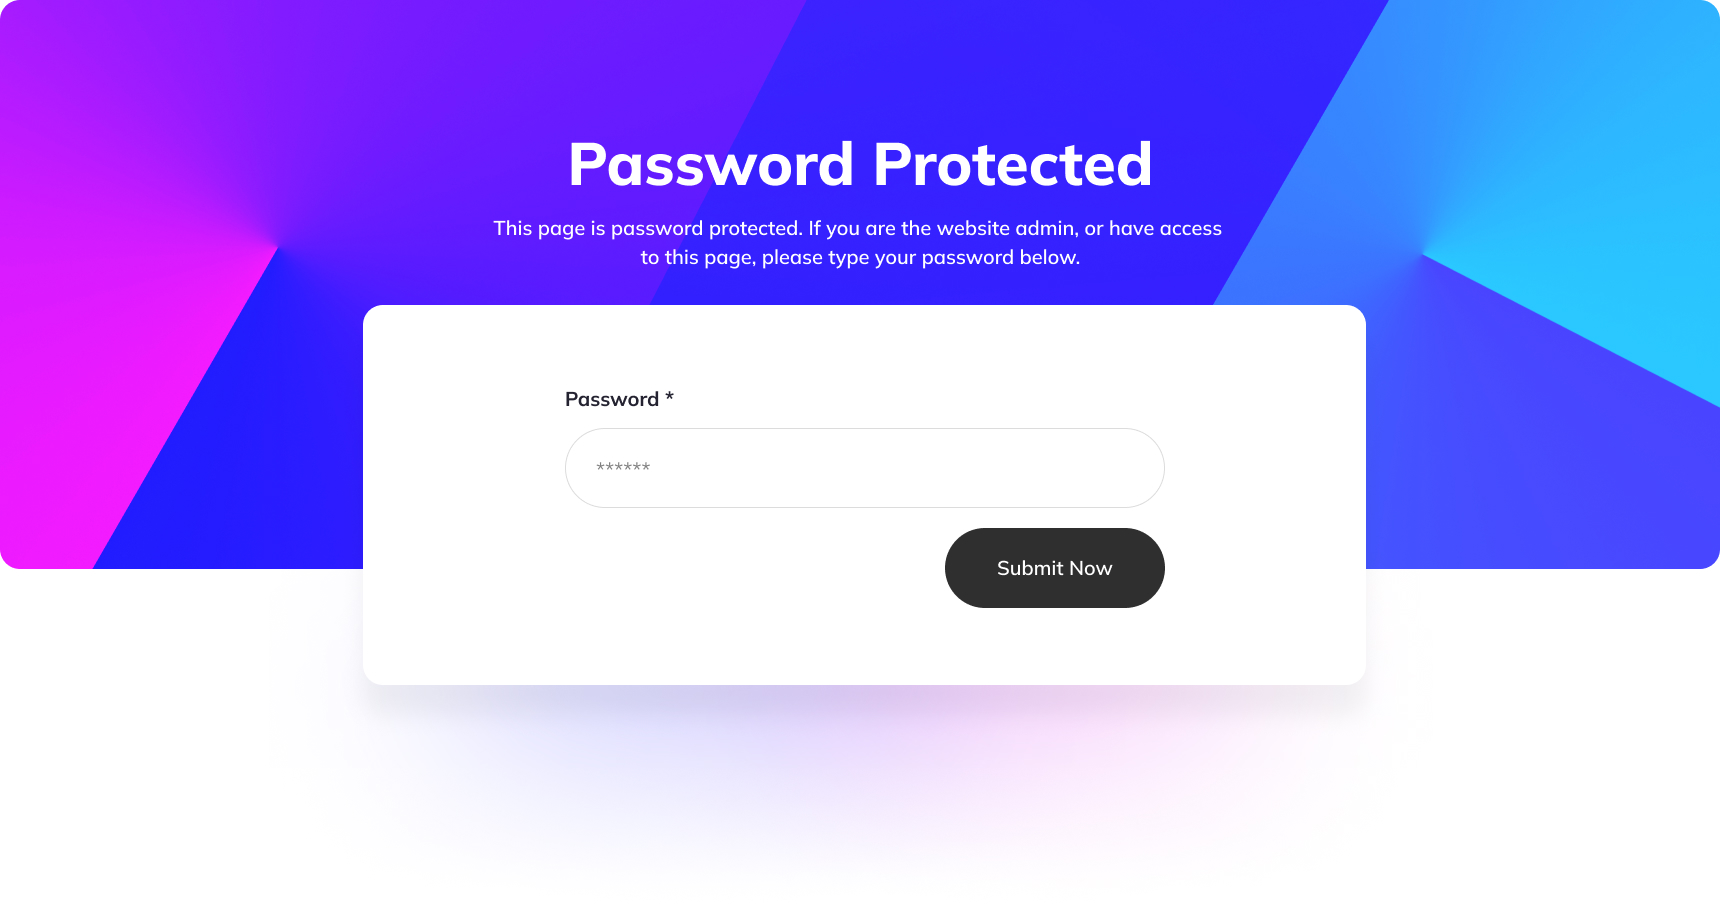 Password Protected
This page is password protected. If you are the website admin, or have access
to this page, please type your password below.
Password *
******
Submit Now